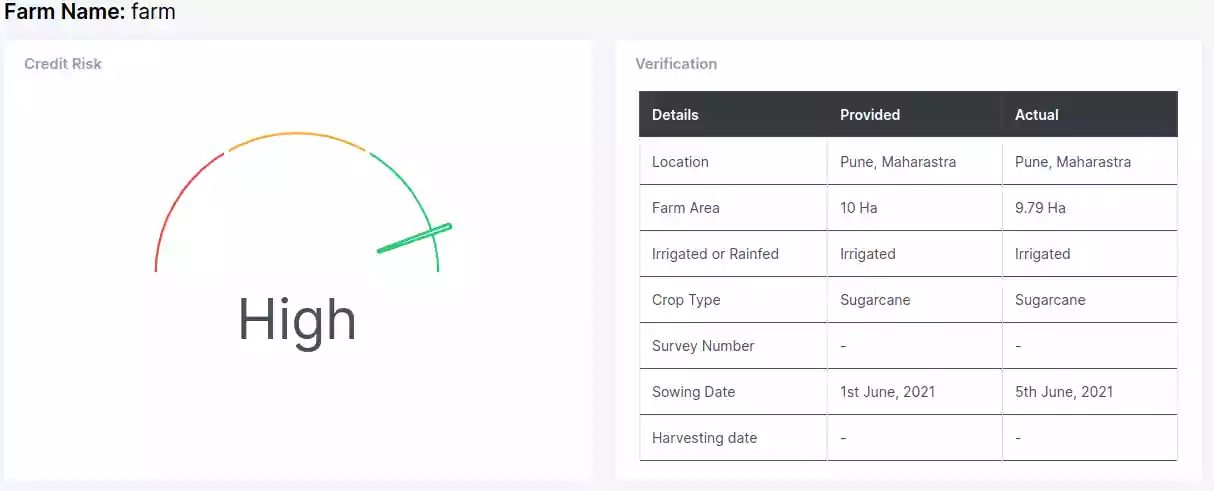 Farm Name: farm
Credit Risk
High
Verification
Details Provided Actual
Location Pune, Maharastra Pune, Maharastra
Farm Area 10 Ha 9.79 Ha
Irrigated or Rainfed Irrigated Irrigated
Crop Type Sugarcane Sugarcane
Survey Number - -
Sowing Date 1st June, 2021 5th June, 2021
Harvesting date - -